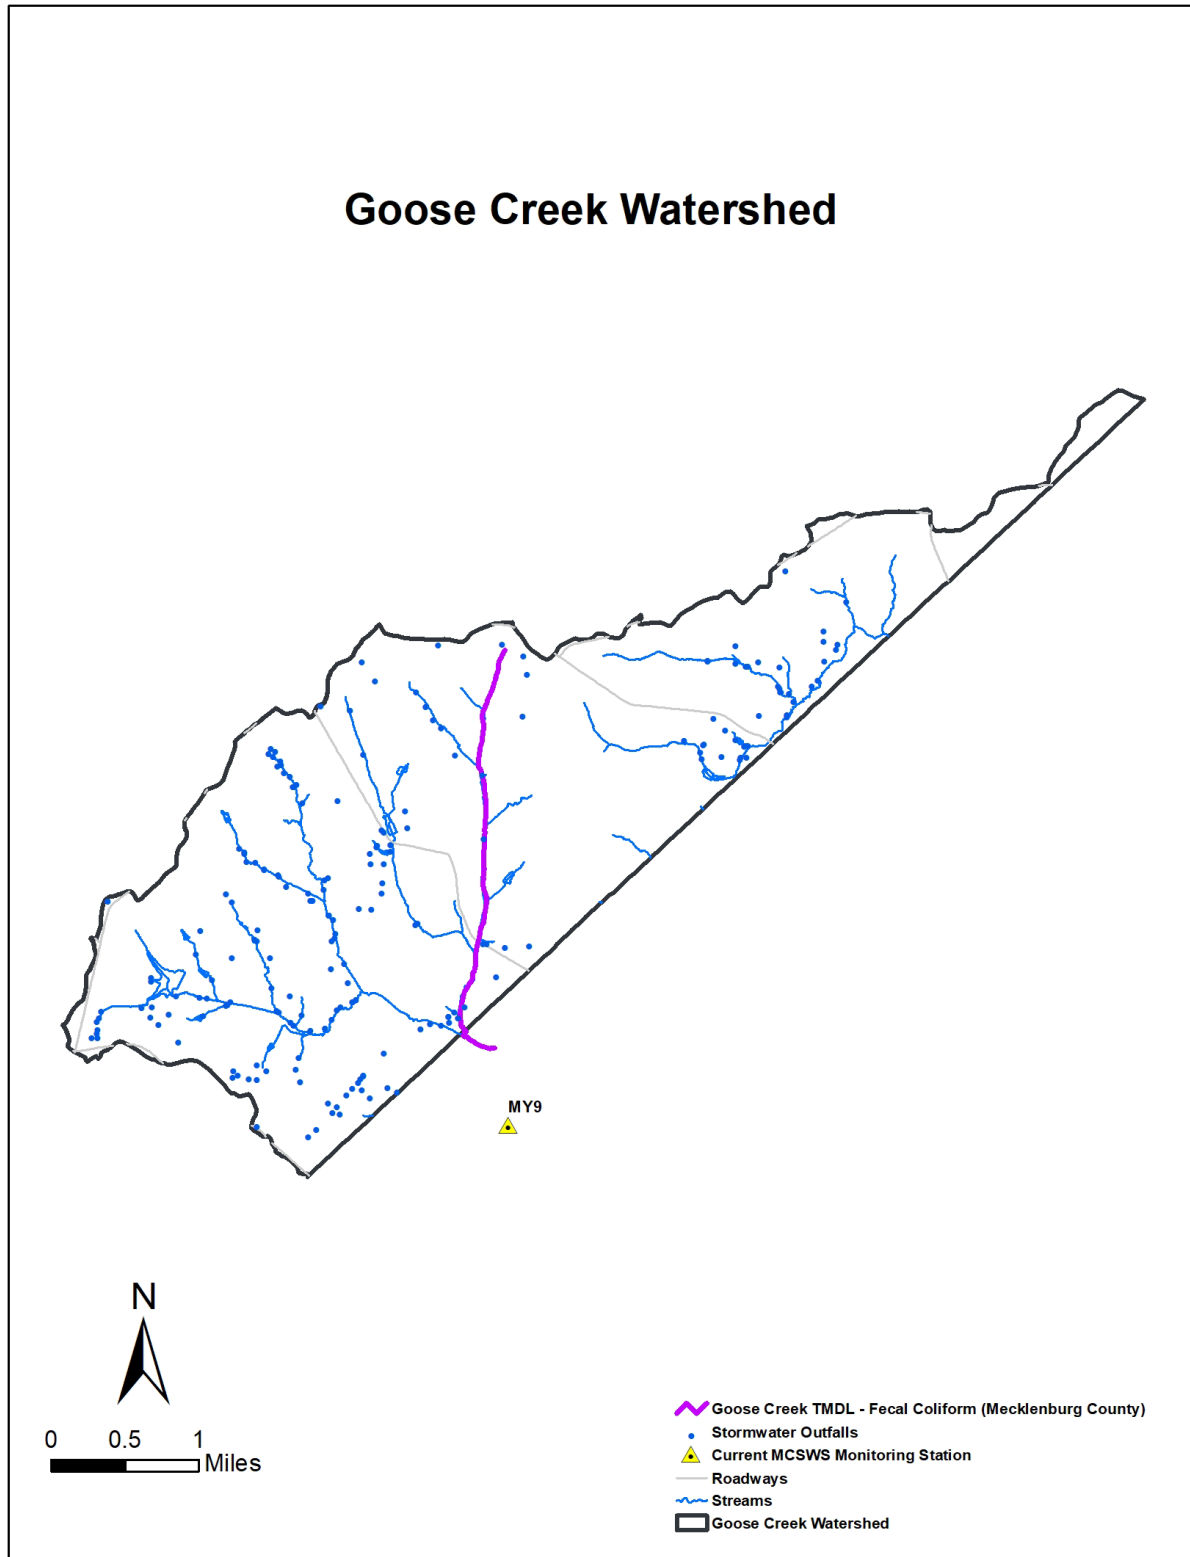 Goose Creek Watershed
MY9
N
0 0.5 1
Miles
Goose Creek TMDL - Fecal Coliform (Mecklenburg County)
Stormwater Outfalls
Current MCSWS Monitoring Station
Roadways
Streams
Goose Creek Watershed